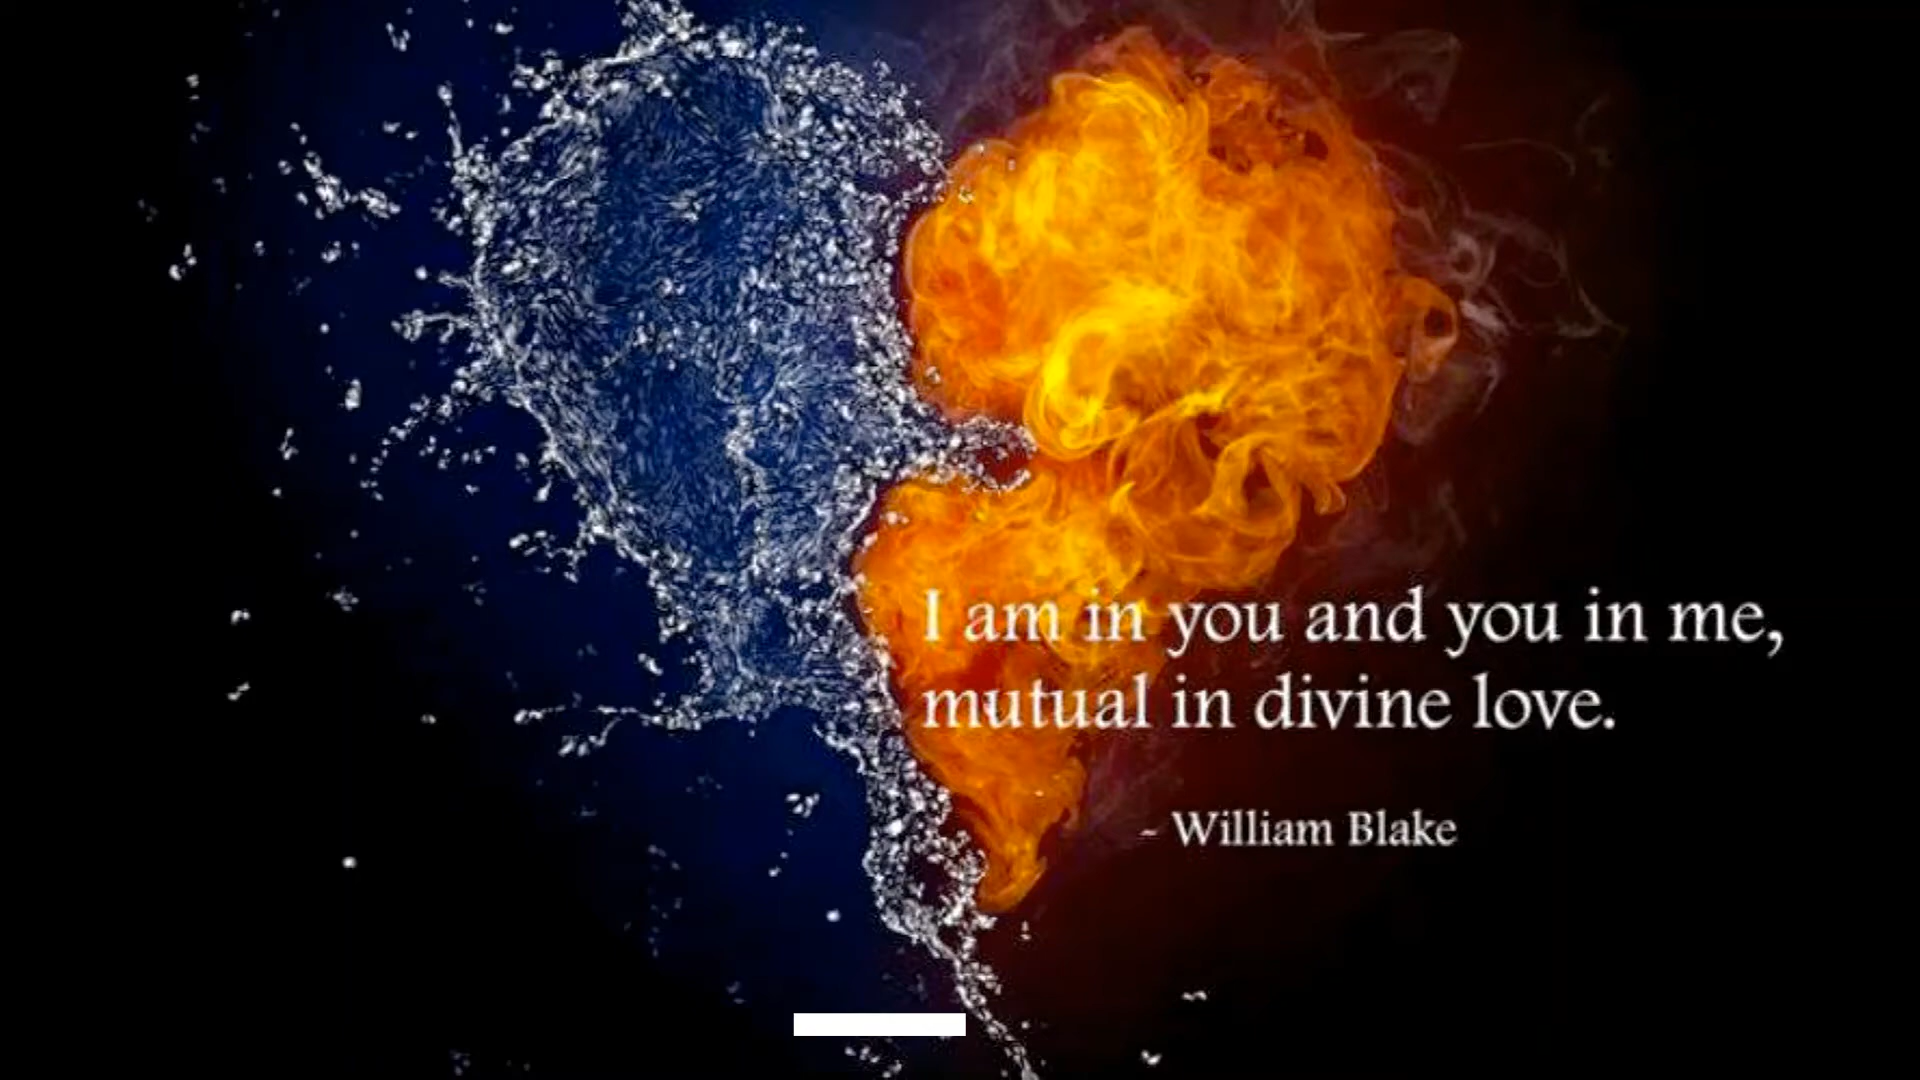 I am in you and you in me,
mutual in divine love.
- William Blake